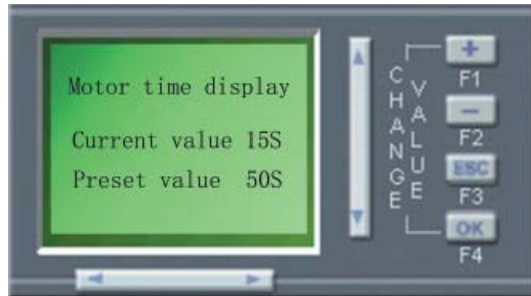 Motor time display
Current value 15S
Preset value 50S
CHANGE
VALUE
+
F1
−
F2
ESC
F3
OK
F4